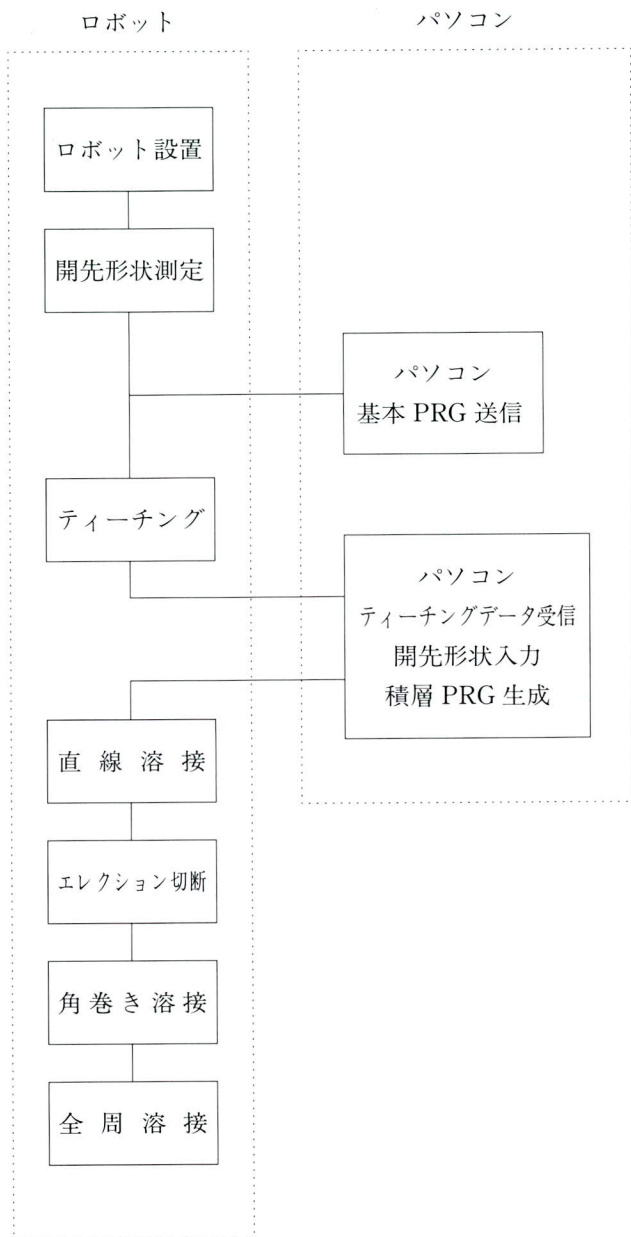 ロボット
パソコン
ロボット設置
開先形状測定
パソコン
基本 PRG 送信
ティーチング
パソコン
ティーチングデータ受信
開先形状入力
積層 PRG 生成
直線溶接
エレクション切断
角巻き溶接
全周溶接